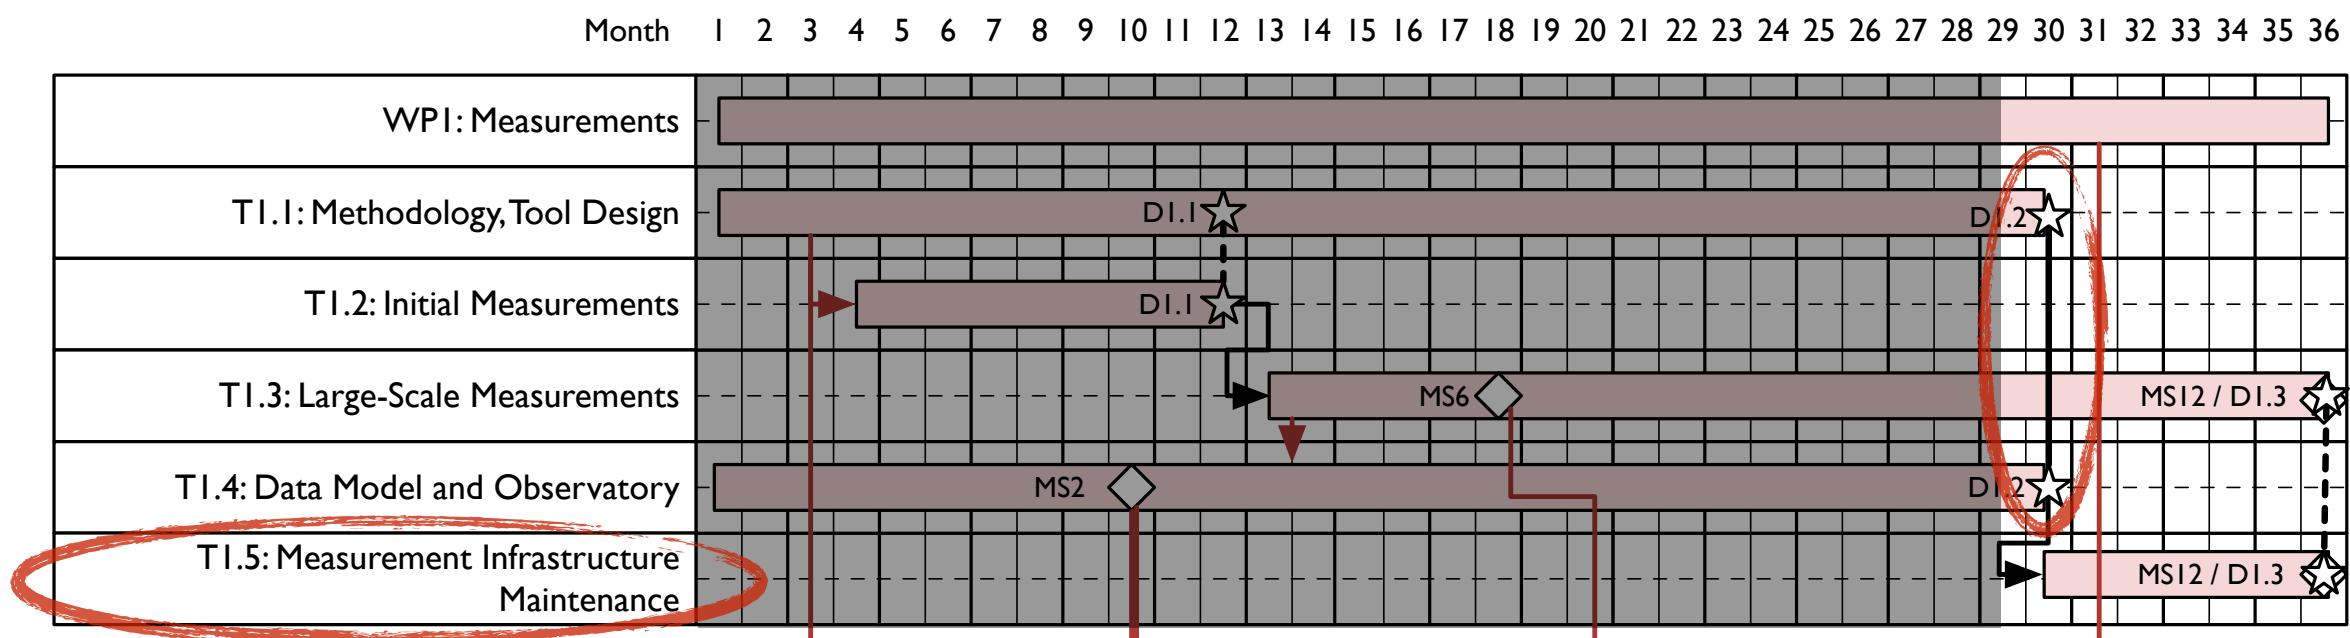 Month 1 2 3 4 5 6 7 8 9 10 11 12 13 14 15 16 17 18 19 20 21 22 23 24 25 26 27 28 29 30 31 32 33 34 35 36
WP1: Measurements
T1.1: Methodology, Tool Design D1.1 D1.2
T1.2: Initial Measurements D1.1
T1.3: Large-Scale Measurements MS6 MS12 / D1.3
T1.4: Data Model and Observatory MS2 D1.2
T1.5: Measurement Infrastructure
Maintenance MS12 / D1.3